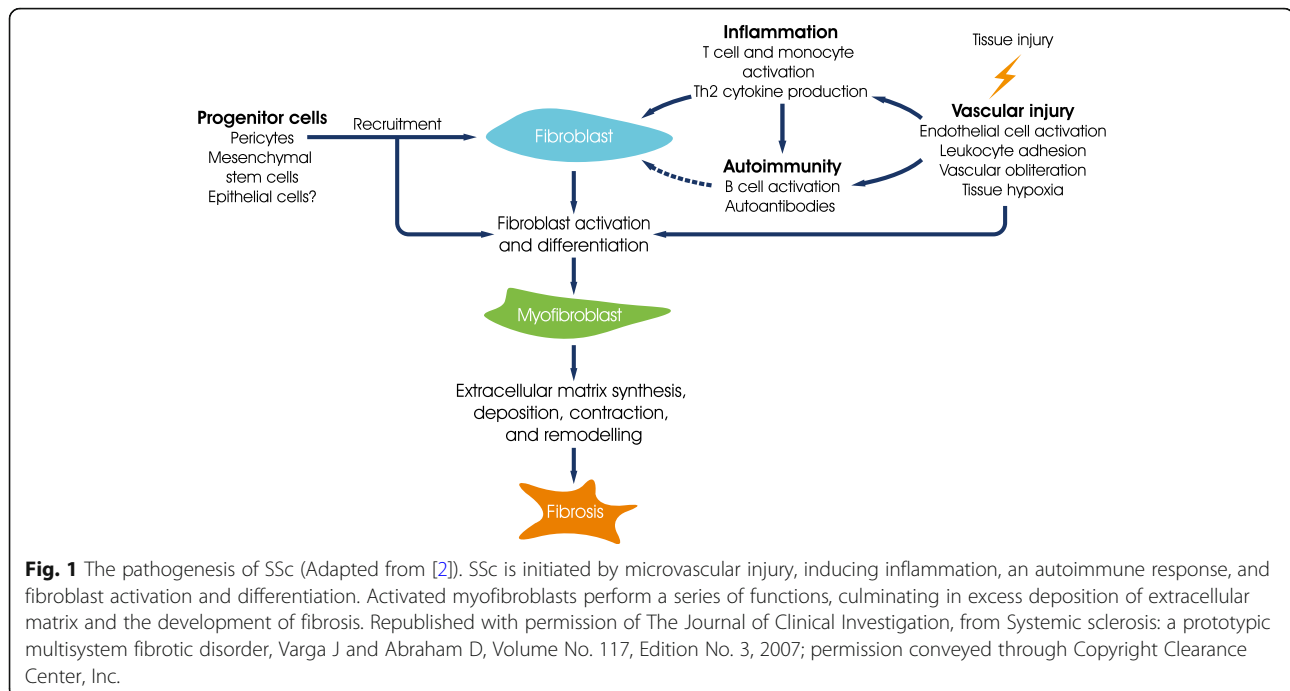 Inflammation
T cell and monocyte
activation
Th2 cytokine production
Tissue injury
Vascular injury
Endothelial cell activation
Leukocyte adhesion
Vascular obliteration
Tissue hypoxia
Progenitor cells
Pericytes
Mesenchymal
stem cells
Epithelial cells?
Recruitment
Fibroblast
Autoimmunity
B cell activation
Autoantibodies
Fibroblast activation
and differentiation
Myofibroblast
Extracellular matrix synthesis,
deposition, contraction,
and remodelling
Fibrosis
Fig. 1 The pathogenesis of SSc (Adapted from [2]). SSc is initiated by microvascular injury, inducing inflammation, an autoimmune response, and
fibroblast activation and differentiation. Activated myofibroblasts perform a series of functions, culminating in excess deposition of extracellular
matrix and the development of fibrosis. Republished with permission of The Journal of Clinical Investigation, from Systemic sclerosis: a prototypic
multisystem fibrotic disorder, Varga J and Abraham D, Volume No. 117, Edition No. 3, 2007; permission conveyed through Copyright Clearance
Center, Inc.